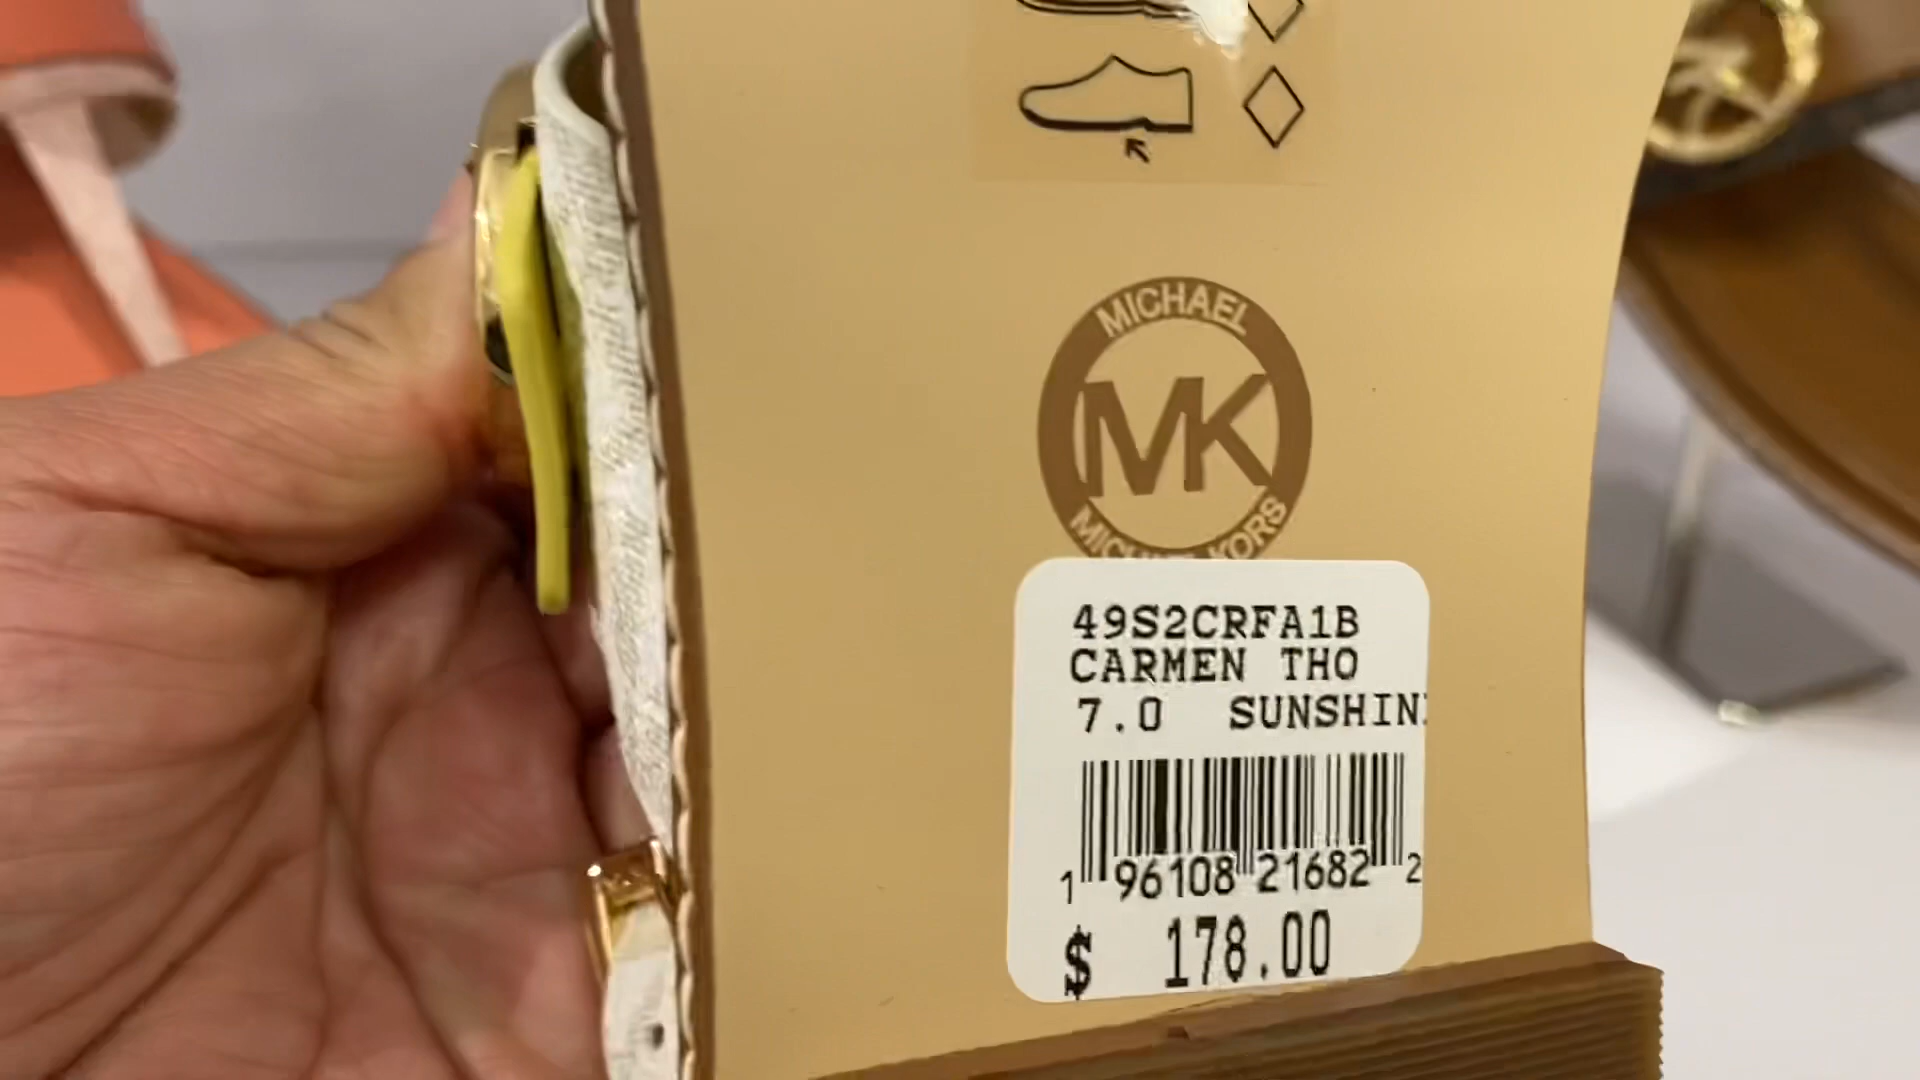 MICHAEL
MK
MICHAEL KORS
49S2CRFA1B
CARMEN THO
7.0 SUNSHIN
1 96108 21682 2
$ 178.00